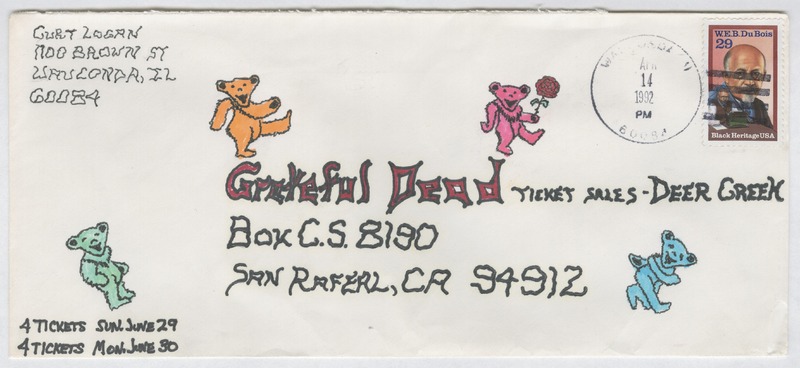 CURT LOGAN
1100 BROWN ST
WAUCONDA, IL
60084
W.E.B. DU BOIS
29
Black Heritage USA
APR
14
1992
PM
60084
Grateful Dead TICKET SALES - DEER CREEK
BOX C.S. 8190
SAN RAFAEL, CA 94912
4 TICKETS SUN. JUNE 29
4 TICKETS MON. JUNE 30